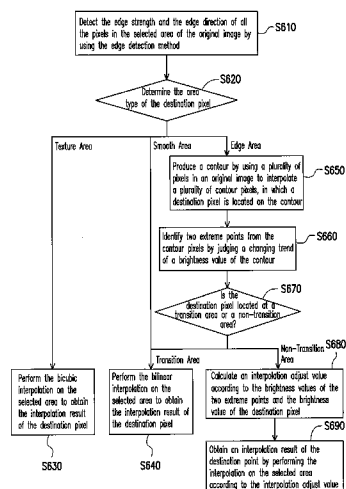 Detect the edge strength and the edge direction of all
the pixels in the selected area of the original image by
using the edge detection method
S610
S620
Determine the area
type of the destination pixel
Texture Area
Smooth Area
Edge Area
Produce a contour by using a plurality of
pixels in an original image to interpolate
a plurality of contour pixels, in which a
destination pixel is located on the contour
S650
Identify two extreme points from the
contour pixels by judging a changing trend
of a brightness value of the contour
S660
S670
Is the
destination pixel located at a
transition area or a non-transition
area?
Transition Area
Non-Transition
Area
S680
Perform the bicubic
interpolation on the
selected area to obtain
the interpolation result
of the destination pixel
S630
Perform the bilinear
interpolation on the
selected area to obtain
the interpolation result of
the destination pixel
S640
Calculate an interpolation adjust value
according to the brightness values of the
two extreme points and the brightness
value of the destination pixel
S690
Obtain an interpolation result of the
destination point by performing the
interpolation on the selected area
according to the interpolation adjust value